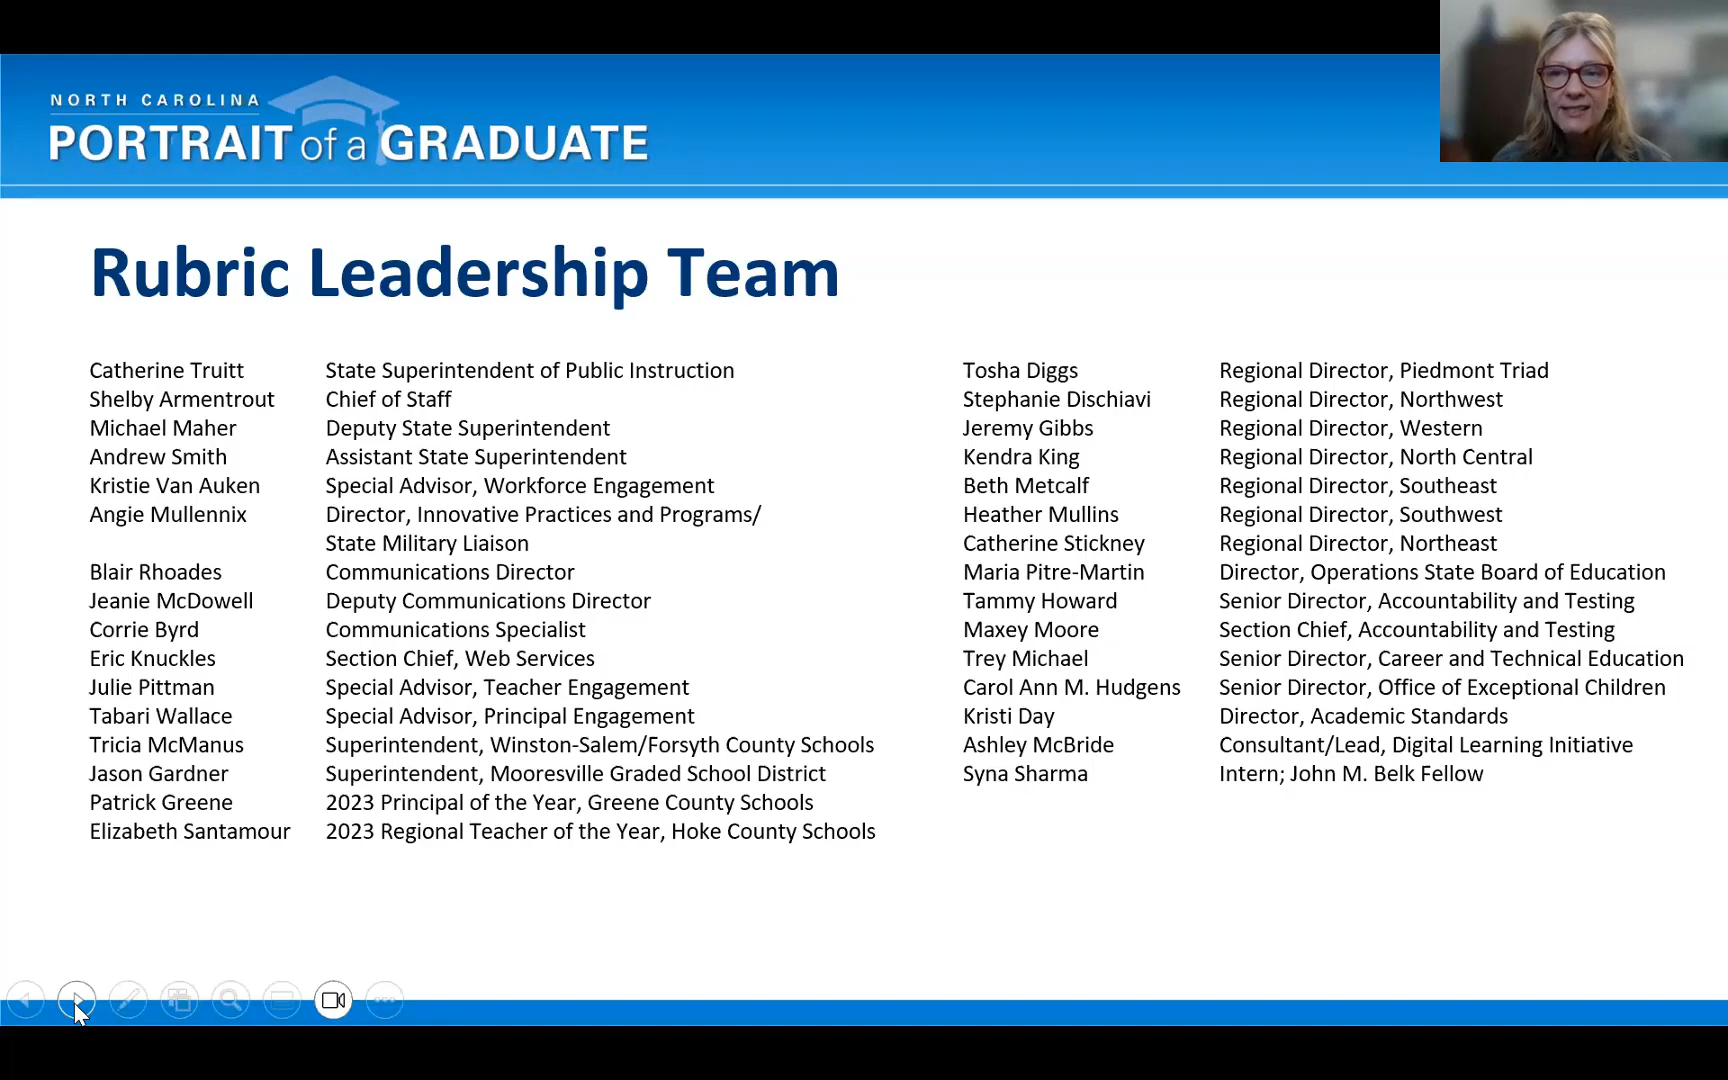 NORTH CAROLINA
PORTRAIT of a GRADUATE
Rubric Leadership Team
Catherine Truitt State Superintendent of Public Instruction
Shelby Armentrout Chief of Staff
Michael Maher Deputy State Superintendent
Andrew Smith Assistant State Superintendent
Kristie Van Auken Special Advisor, Workforce Engagement
Angie Mullennix Director, Innovative Practices and Programs/
State Military Liaison
Blair Rhoades Communications Director
Jeanie McDowell Deputy Communications Director
Corrie Byrd Communications Specialist
Eric Knuckles Section Chief, Web Services
Julie Pittman Special Advisor, Teacher Engagement
Tabari Wallace Special Advisor, Principal Engagement
Tricia McManus Superintendent, Winston-Salem/Forsyth County Schools
Jason Gardner Superintendent, Mooresville Graded School District
Patrick Greene 2023 Principal of the Year, Greene County Schools
Elizabeth Santamour 2023 Regional Teacher of the Year, Hoke County Schools
Tosha Diggs Regional Director, Piedmont Triad
Stephanie Dischiavi Regional Director, Northwest
Jeremy Gibbs Regional Director, Western
Kendra King Regional Director, North Central
Beth Metcalf Regional Director, Southeast
Heather Mullins Regional Director, Southwest
Catherine Stickney Regional Director, Northeast
Maria Pitre-Martin Director, Operations State Board of Education
Tammy Howard Senior Director, Accountability and Testing
Maxey Moore Section Chief, Accountability and Testing
Trey Michael Senior Director, Career and Technical Education
Carol Ann M. Hudgens Senior Director, Office of Exceptional Children
Kristi Day Director, Academic Standards
Ashley McBride Consultant/Lead, Digital Learning Initiative
Syna Sharma Intern; John M. Belk Fellow